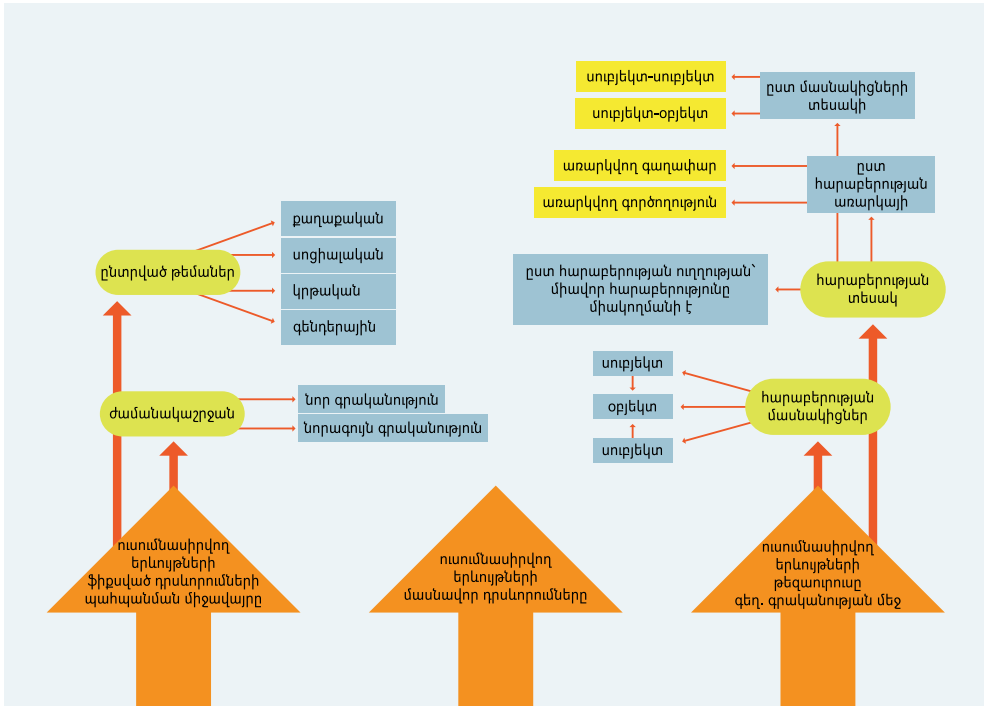 սուբյեկտ-սուբյեկտ
սուբյեկտ-օբյեկտ
ըստ մասնակիցների
տեսակի
առարկվող գաղափար
առարկվող գործողություն
ըստ
հարաբերության
առարկայի
ըստ հարաբերության ուղղության՝
միավոր հարաբերությունը
միակողմանի է
հարաբերության
տեսակ
քաղաքական
սոցիալական
կրթական
գենդերային
ընտրված թեմաներ
ժամանակաշրջան
նոր գրականություն
նորագույն գրականություն
սուբյեկտ
օբյեկտ
սուբյեկտ
հարաբերության
մասնակիցներ
ուսումնասիրվող
երևույթների
ֆիքսված դրսևորումների
պահպանման միջավայրը
ուսումնասիրվող
երևույթների
մասնավոր դրսևորումները
ուսումնասիրվող
երևույթների
թեզաուրուսը
գեղ. գրականության մեջ